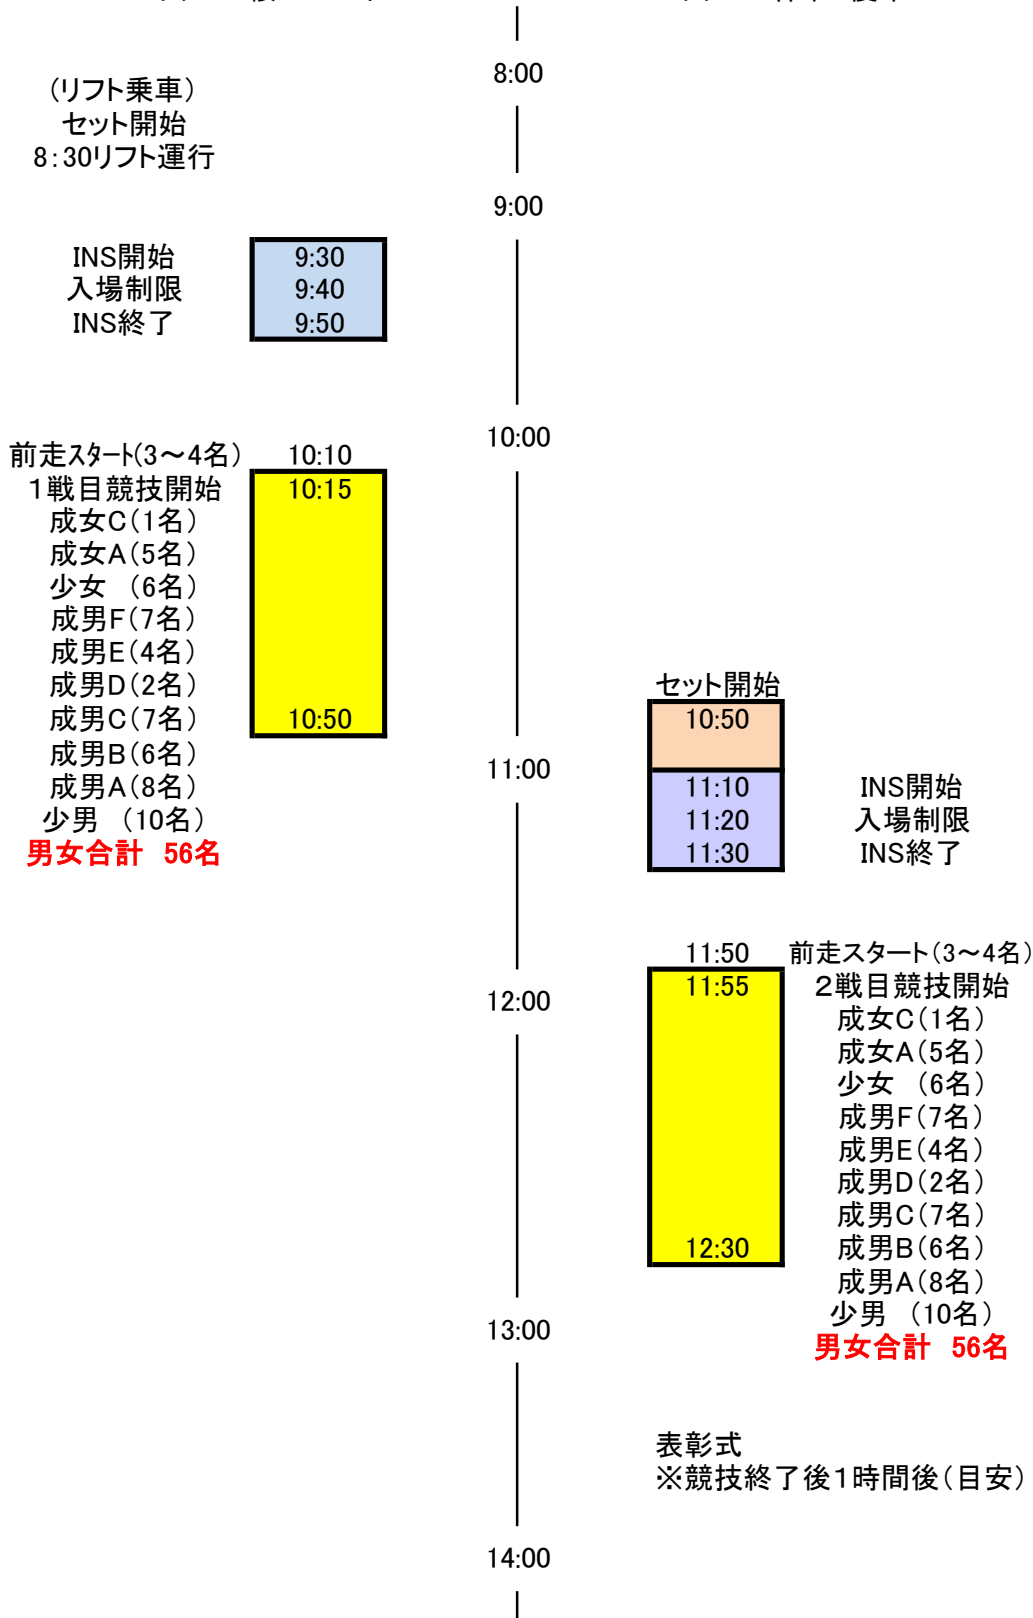 8:00
(リフト乗車)
セット開始
8:30リフト運行
9:00
INS開始 9:30
入場制限 9:40
INS終了 9:50
10:00
前走スタート(3～4名) 10:10
1戦目競技開始 10:15
成女C(1名)
成女A(5名)
少女 (6名)
成男F(7名)
成男E(4名)
成男D(2名)
成男C(7名) 10:50
成男B(6名)
成男A(8名)
少男 (10名)
男女合計 56名
セット開始
10:50
11:00
11:10 INS開始
11:20 入場制限
11:30 INS終了
11:50 前走スタート(3～4名)
11:55 2戦目競技開始
12:00
成女C(1名)
成女A(5名)
少女 (6名)
成男F(7名)
成男E(4名)
成男D(2名)
成男C(7名)
12:30 成男B(6名)
成男A(8名)
少男 (10名)
13:00
男女合計 56名
表彰式
※競技終了後1時間後(目安)
14:00